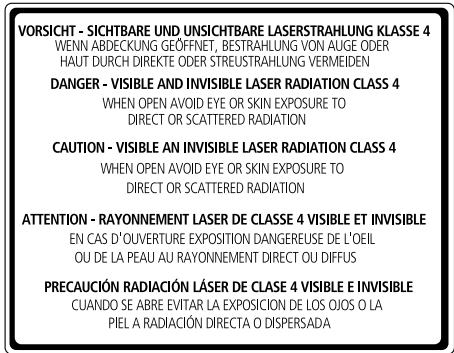 VORSICHT - SICHTBARE UND UNSICHTBARE LASERSTRAHLUNG KLASSE 4
WENN ABDECKUNG GEÖFFNET, BESTRAHLUNG VON AUGE ODER
HAUT DURCH DIREKTE ODER STREUSTRAHLUNG VERMEIDEN
DANGER - VISIBLE AND INVISIBLE LASER RADIATION CLASS 4
WHEN OPEN AVOID EYE OR SKIN EXPOSURE TO
DIRECT OR SCATTERED RADIATION
CAUTION - VISIBLE AN INVISIBLE LASER RADIATION CLASS 4
WHEN OPEN AVOID EYE OR SKIN EXPOSURE TO
DIRECT OR SCATTERED RADIATION
ATTENTION - RAYONNEMENT LASER DE CLASSE 4 VISIBLE ET INVISIBLE
EN CAS D'OUVERTURE EXPOSITION DANGEREUSE DE L'OEIL
OU DE LA PEAU AU RAYONNEMENT DIRECT OU DIFFUS
PRECAUCIÓN RADIACIÓN LÁSER DE CLASE 4 VISIBLE E INVISIBLE
CUANDO SE ABRE EVITAR LA EXPOSICION DE LOS OJOS O LA
PIEL A RADIACIÓN DIRECTA O DISPERSADA